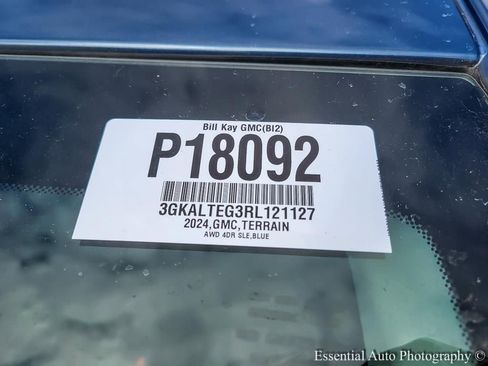 Bill Kay GMC(BI2)
P18092
3GKALTEG3RL121127
2024,GMC,TERRAIN
AWD 4DR SLE,BLUE
Essential Auto Photography ©